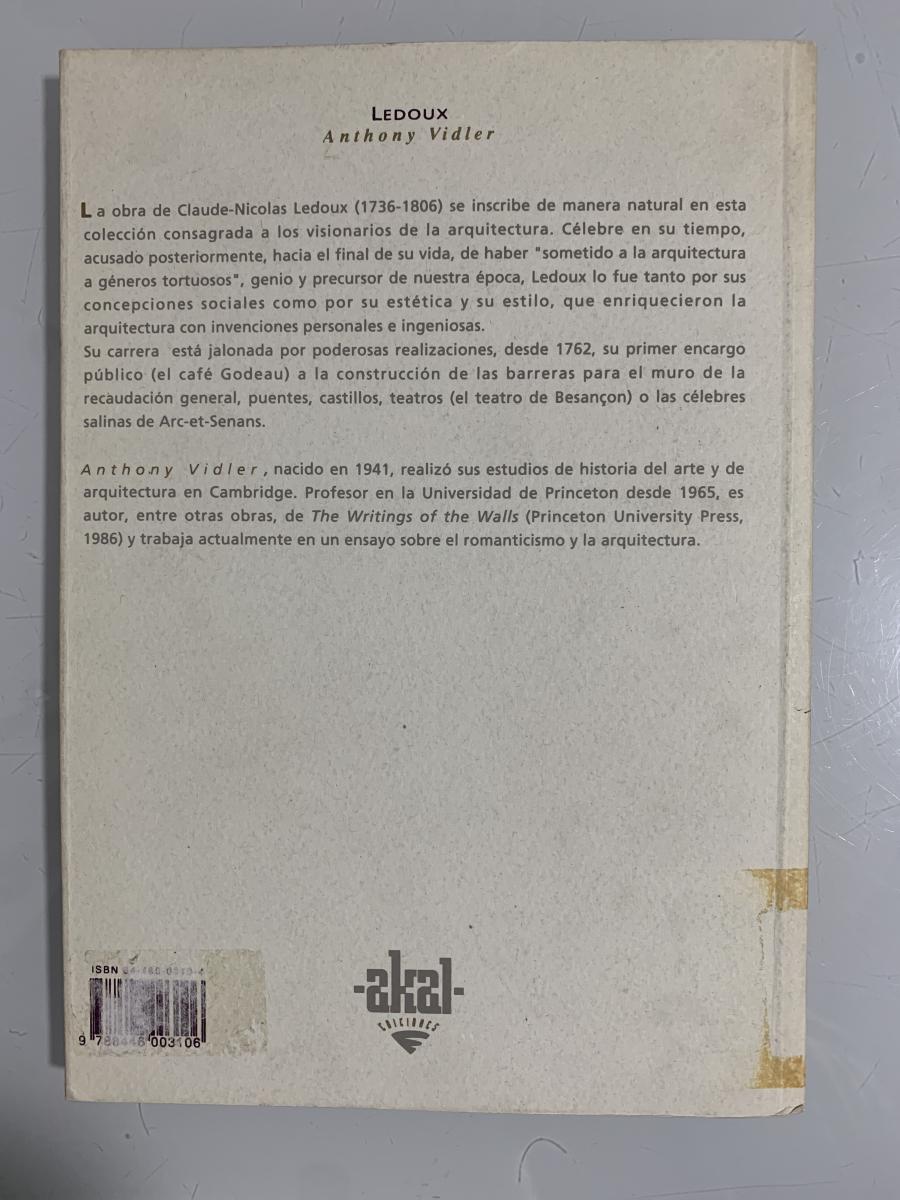 LEDOUX
Anthony Vidler
La obra de Claude-Nicolas Ledoux (1736-1806) se inscribe de manera natural en esta
colección consagrada a los visionarios de la arquitectura. Célebre en su tiempo,
acusado posteriormente, hacia el final de su vida, de haber "sometido a la arquitectura
a géneros tortuosos", genio y precursor de nuestra época, Ledoux lo fue tanto por sus
concepciones sociales como por su estética y su estilo, que enriquecieron la
arquitectura con invenciones personales e ingeniosas.
Su carrera está jalonada por poderosas realizaciones, desde 1762, su primer encargo
público (el café Godeau) a la construcción de las barreras para el muro de la
recaudación general, puentes, castillos, teatros (el teatro de Besançon) o las célebres
salinas de Arc-et-Senans.
Anthony Vidler, nacido en 1941, realizó sus estudios de historia del arte y de
arquitectura en Cambridge. Profesor en la Universidad de Princeton desde 1965, es
autor, entre otras obras, de The Writings of the Walls (Princeton University Press,
1986) y trabaja actualmente en un ensayo sobre el romanticismo y la arquitectura.
ISBN
9 788446 003106
-akal-
EDICIONES